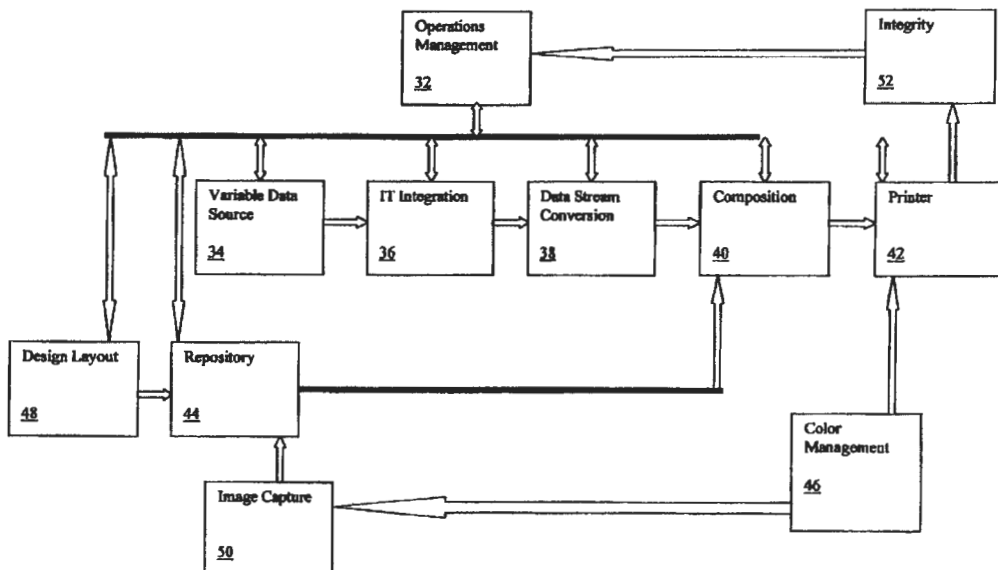 Operations
Management
32
Integrity
52
Variable Data
Source
34
IT Integration
36
Data Stream
Conversion
38
Composition
40
Printer
42
Design Layout
48
Repository
44
Color
Management
46
Image Capture
50